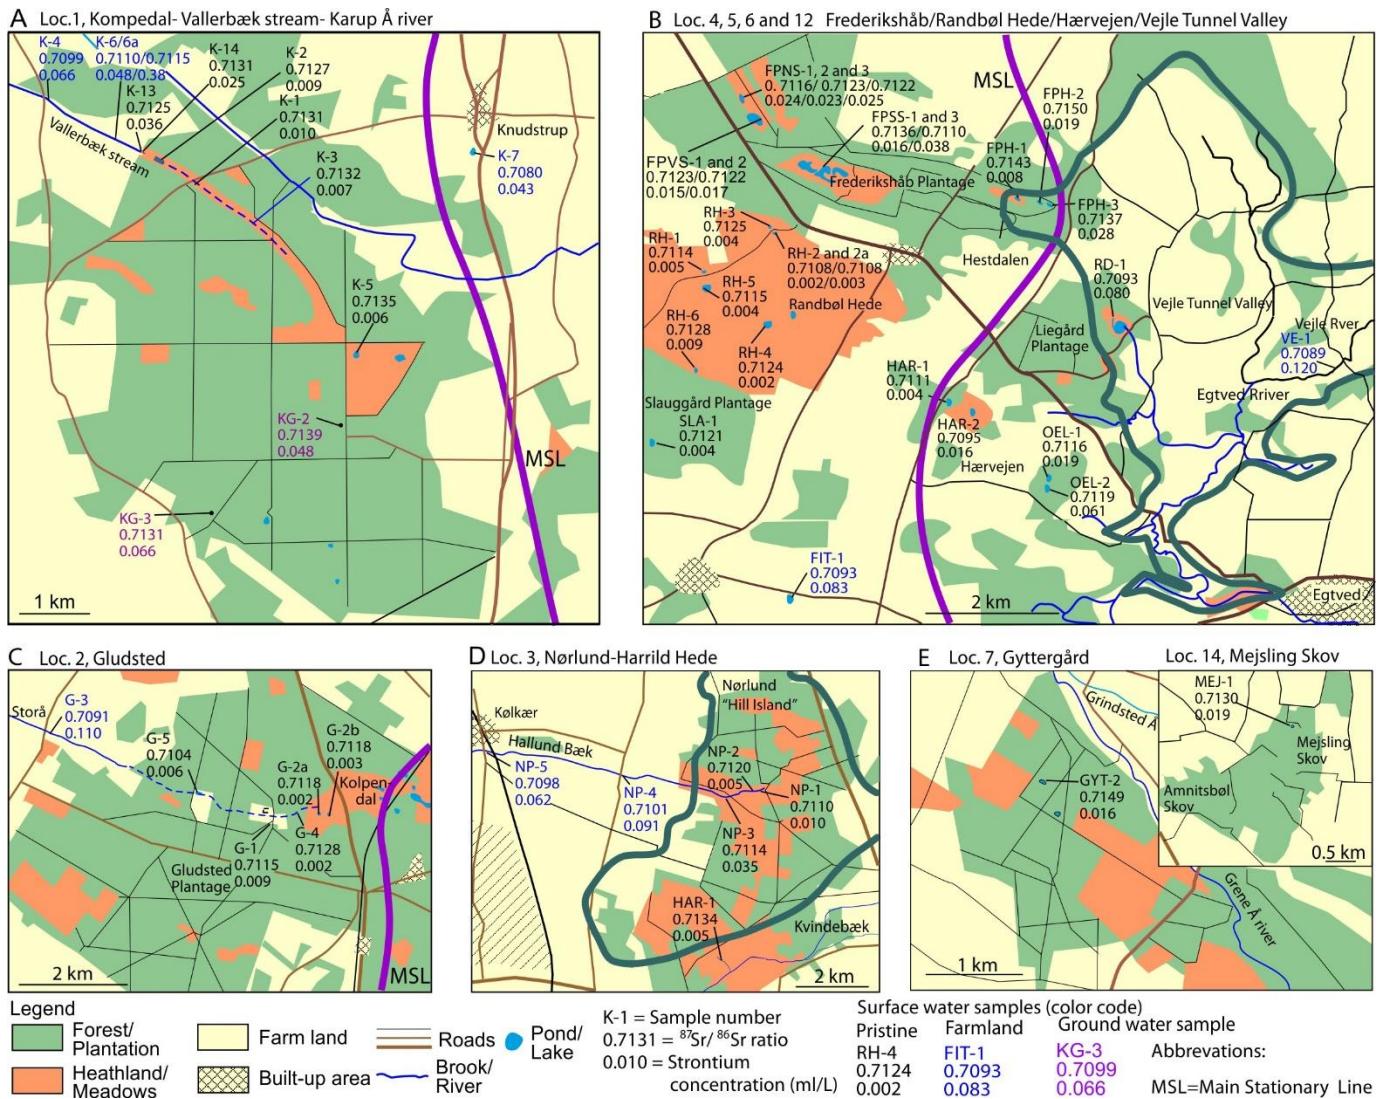 A Loc.1, Kompedal- Vallerbæk stream- Karup Å river
K-4
0.7099
0.066
K-6/6a
0.7110/0.7115
0.048/0.38
K-13
0.7125
0.036
K-14
0.7131
0.025
K-2
0.7127
0.009
K-1
0.7131
0.010
K-3
0.7132
0.007
Vallerbæk stream
Knudstrup
K-7
0.7080
0.043
K-5
0.7135
0.006
KG-2
0.7139
0.048
KG-3
0.7131
0.066
MSL
1 km
B Loc. 4, 5, 6 and 12 Frederikshåb/Randbøl Hede/Hærvejen/Vejle Tunnel Valley
FPNS-1, 2 and 3
0.7116/ 0.7123/0.7122
0.024/0.023/0.025
MSL
FPH-2
0.7150
0.019
FPSS-1 and 3
0.7136/0.7110
0.016/0.038
FPH-1
0.7143
0.008
FPVS-1 and 2
0.7123/0.7122
0.015/0.017
Frederikshåb Plantage
FPH-3
0.7137
0.028
RH-3
0.7125
0.004
RH-1
0.7114
0.005
RH-2 and 2a
0.7108/0.7108
0.002/0.003
Hestdalen
RD-1
0.7093
0.080
RH-5
0.7115
0.004
Randbøl Hede
Vejle Tunnel Valley
RH-6
0.7128
0.009
RH-4
0.7124
0.002
Liegård
Plantage
Vejle Rver
VE-1
0.7089
0.120
HAR-1
0.7111
0.004
Egtved Rriver
Slauggård Plantage
SLA-1
0.7121
0.004
HAR-2
0.7095
0.016
Hærvejen
OEL-1
0.7116
0.019
OEL-2
0.7119
0.061
FIT-1
0.7093
0.083
2 km
Egtved
C Loc. 2, Gludsted
G-3
0.7091
0.110
Storå
G-5
0.7104
0.006
G-2b
0.7118
0.003
G-2a
0.7118
0.002
Kolpen-
dal
G-4
0.7128
0.002
G-1
0.7115
0.009
Gludsted
Plantage
2 km
MSL
D Loc. 3, Nørlund-Harrild Hede
Nørlund
"Hill Island"
Kølkær
Hallund Bæk
NP-5
0.7098
0.062
NP-4
0.7101
0.091
NP-2
0.7120
0.005
NP-1
0.7110
0.010
NP-3
0.7114
0.035
HAR-1
0.7134
0.005
Kvindebæk
2 km
E Loc. 7, Gyttergård
Grindsted Å
GYT-2
0.7149
0.016
Grene Å river
1 km
Loc. 14, Mejsling Skov
MEJ-1
0.7130
0.019
Mejsling
Skov
Amnitsbøl
Skov
0.5 km
Legend
Forest/
Plantation
Heathland/
Meadows
Farm land
Built-up area
Roads
Brook/
River
Pond/
Lake
K-1 = Sample number
0.7131 = ⁸⁷Sr/ ⁸⁶Sr ratio
0.010 = Strontium
concentration (ml/L)
Surface water samples (color code)
Pristine
RH-4
0.7124
0.002
Farmland
FIT-1
0.7093
0.083
Ground water sample
KG-3
0.7099
0.066
Abbrevations:
MSL=Main Stationary Line